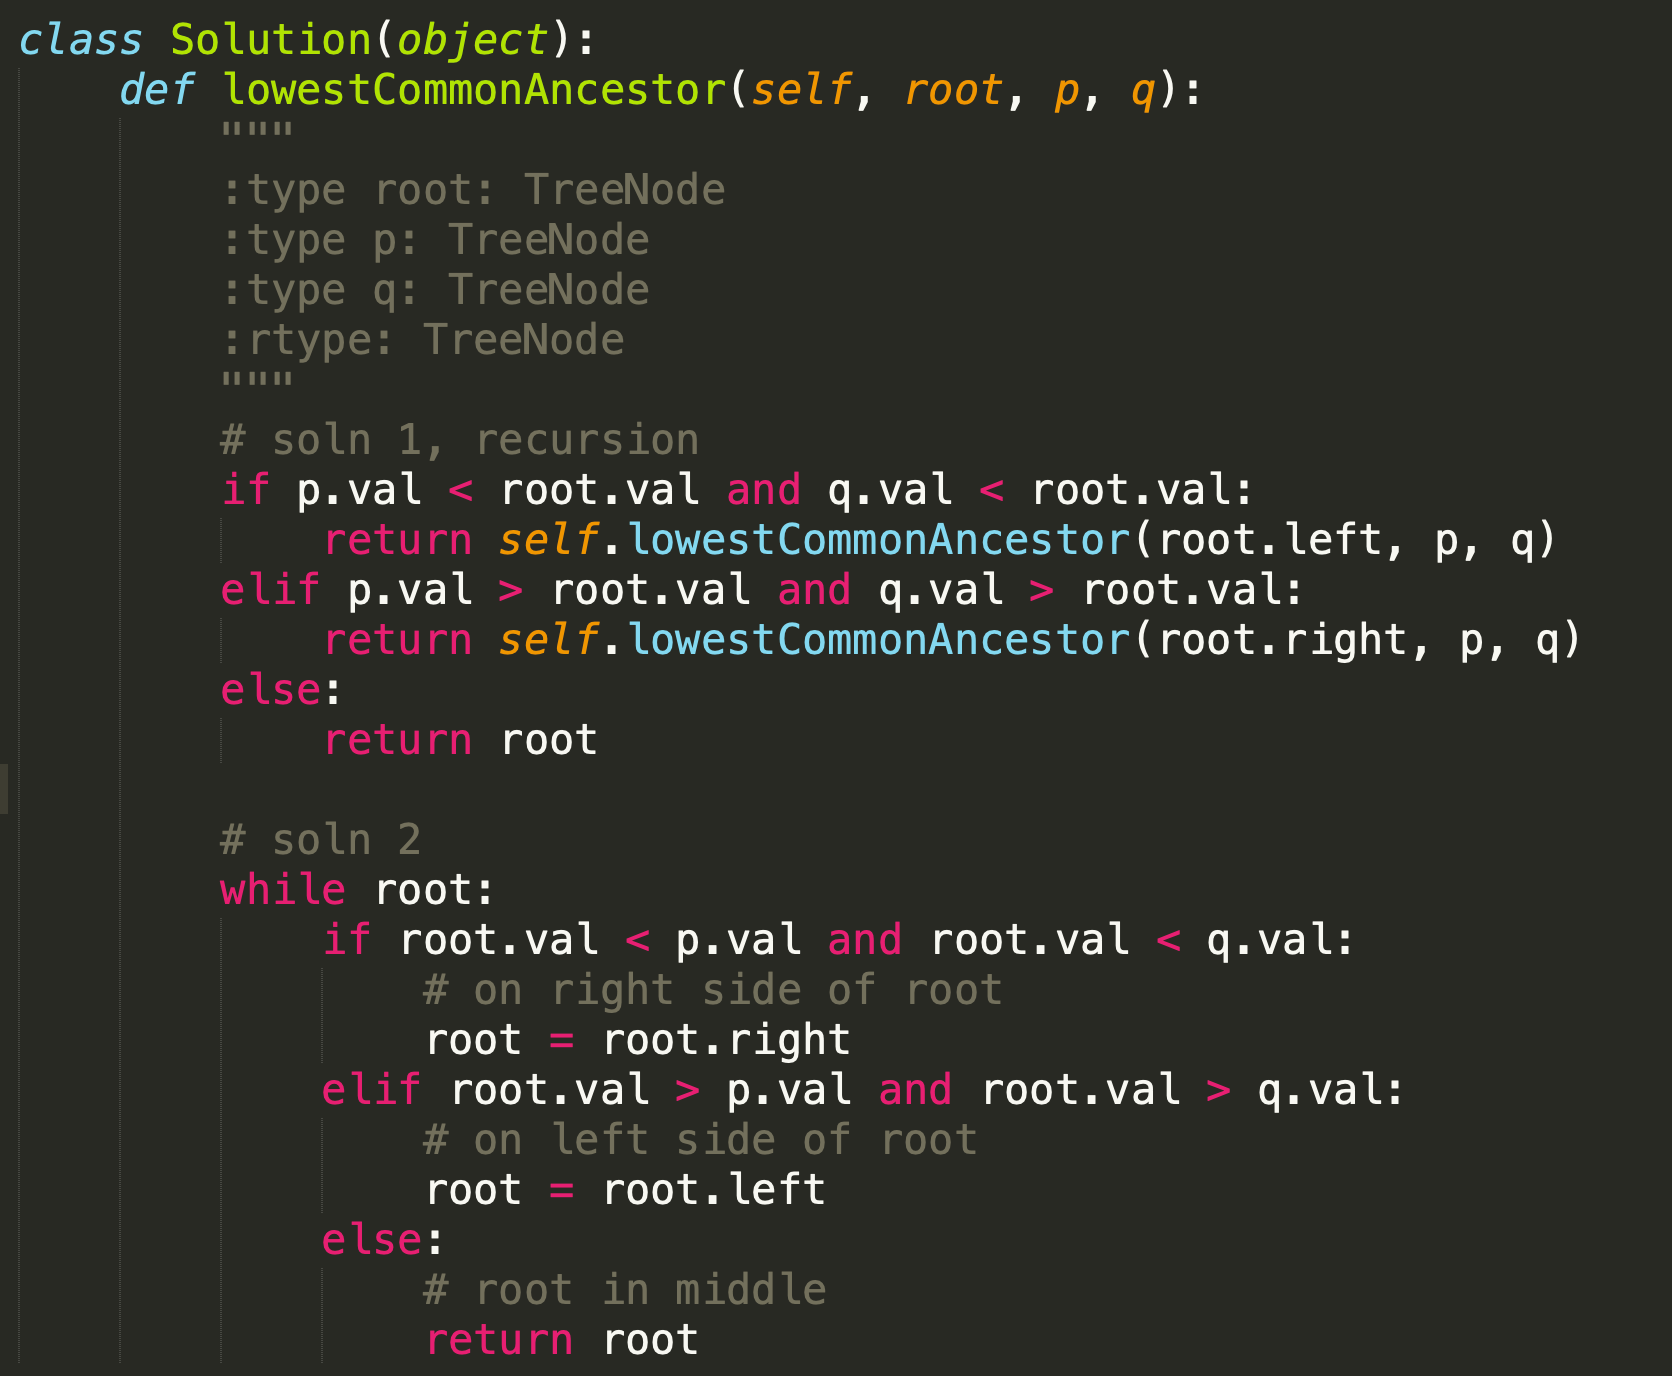 class Solution(object):
    def lowestCommonAncestor(self, root, p, q):
        """
        :type root: TreeNode
        :type p: TreeNode
        :type q: TreeNode
        :rtype: TreeNode
        """
        # soln 1, recursion
        if p.val < root.val and q.val < root.val:
            return self.lowestCommonAncestor(root.left, p, q)
        elif p.val > root.val and q.val > root.val:
            return self.lowestCommonAncestor(root.right, p, q)
        else:
            return root

        # soln 2
        while root:
            if root.val < p.val and root.val < q.val:
                # on right side of root
                root = root.right
            elif root.val > p.val and root.val > q.val:
                # on left side of root
                root = root.left
            else:
                # root in middle
                return root